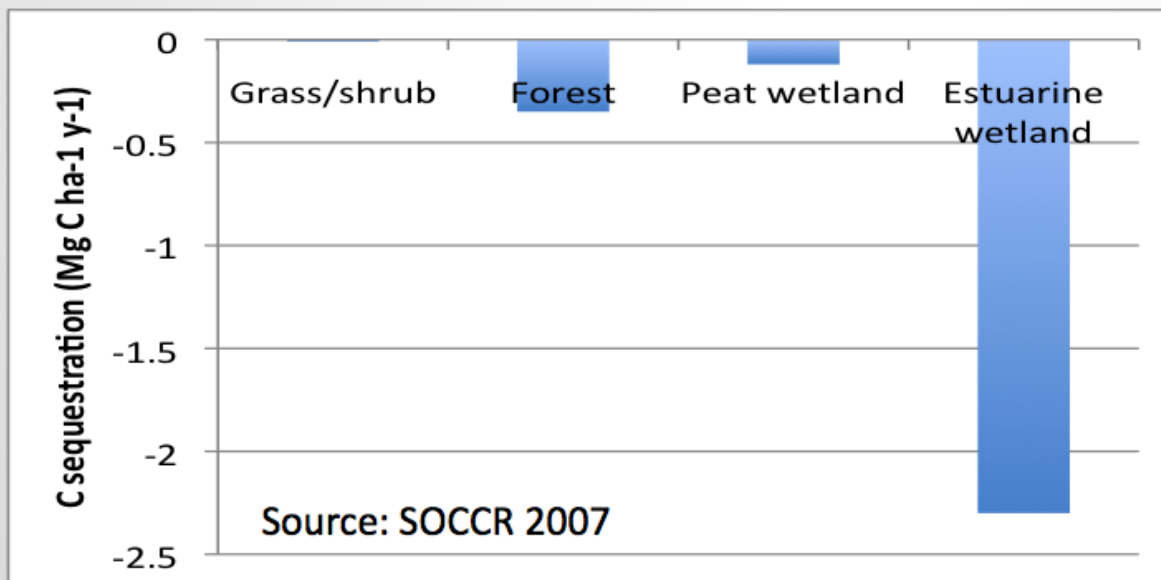 C sequestration (Mg C ha-1 y-1)
0
-0.5
-1
-1.5
-2
-2.5
Grass/shrub
Forest
Peat wetland
Estuarine
wetland
Source: SOCCR 2007